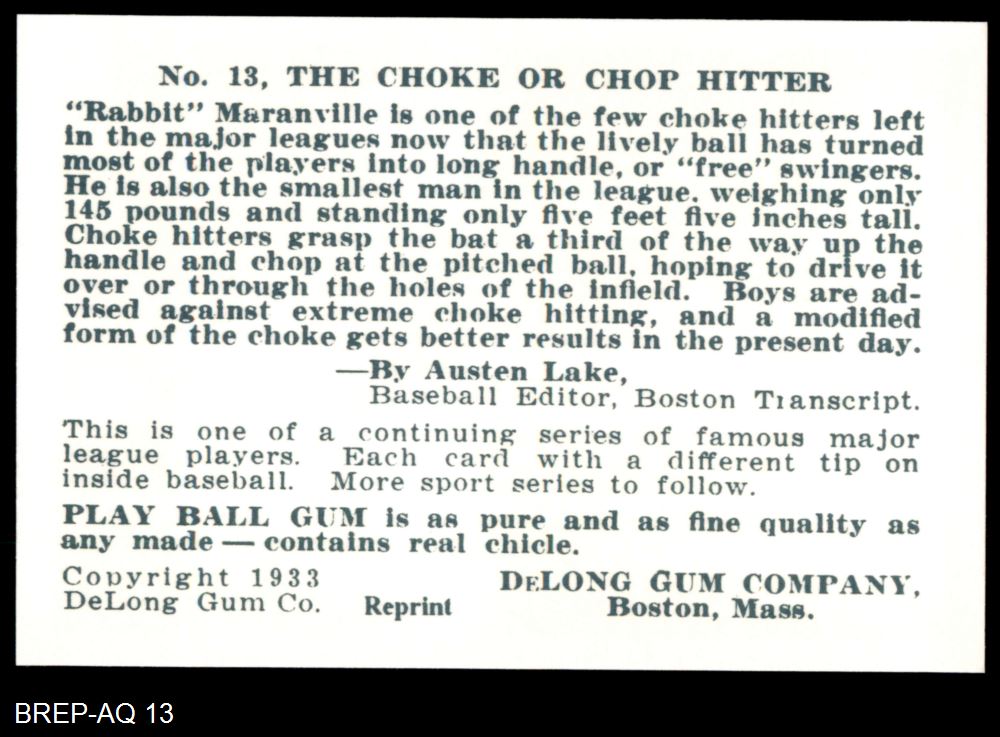 No. 13, THE CHOKE OR CHOP HITTER
"Rabbit" Maranville is one of the few choke hitters left
in the major leagues now that the lively ball has turned
most of the players into long handle, or "free" swingers.
He is also the smallest man in the league, weighing only
145 pounds and standing only five feet five inches tall.
Choke hitters grasp the bat a third of the way up the
handle and chop at the pitched ball, hoping to drive it
over or through the holes of the infield. Boys are ad-
vised against extreme choke hitting, and a modified
form of the choke gets better results in the present day.
—By Austen Lake,
Baseball Editor, Boston Transcript.
This is one of a continuing series of famous major
league players. Each card with a different tip on
inside baseball. More sport series to follow.
PLAY BALL GUM is as pure and as fine quality as
any made — contains real chicle.
Copyright 1933
DeLong Gum Co.
Reprint
DELONG GUM COMPANY,
Boston, Mass.
BREP-AQ 13